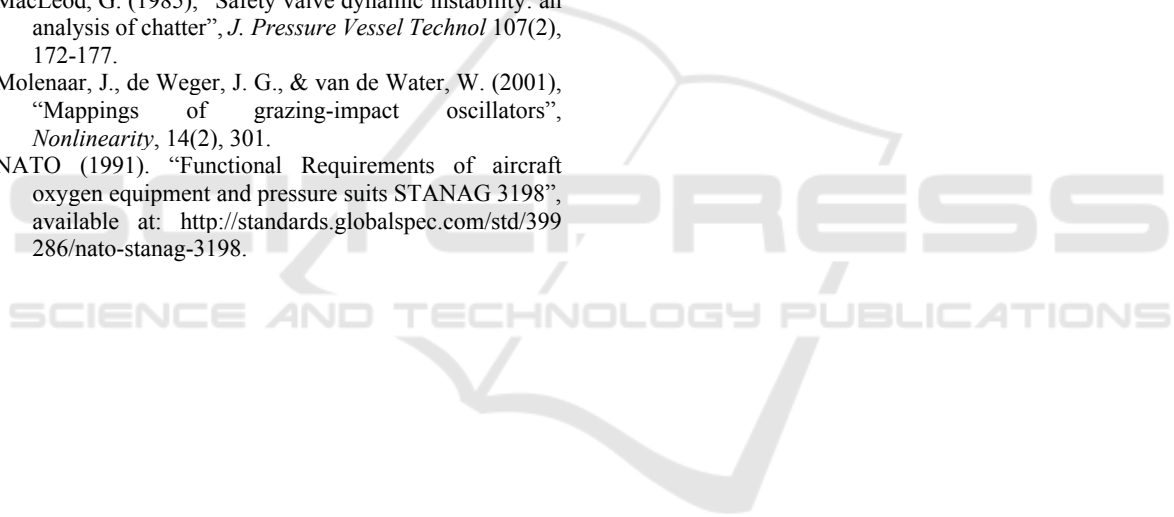 MacLeod, G. (1985), “Safety valve dynamic instability: an
analysis of chatter”, J. Pressure Vessel Technol 107(2),
172-177.
Molenaar, J., de Weger, J. G., & van de Water, W. (2001),
“Mappings of grazing-impact oscillators”,
Nonlinearity, 14(2), 301.
NATO (1991). “Functional Requirements of aircraft
oxygen equipment and pressure suits STANAG 3198”,
available at: http://standards.globalspec.com/std/399
286/nato-stanag-3198.
SCITEPRESS
SCIENCE AND TECHNOLOGY PUBLICATIONS